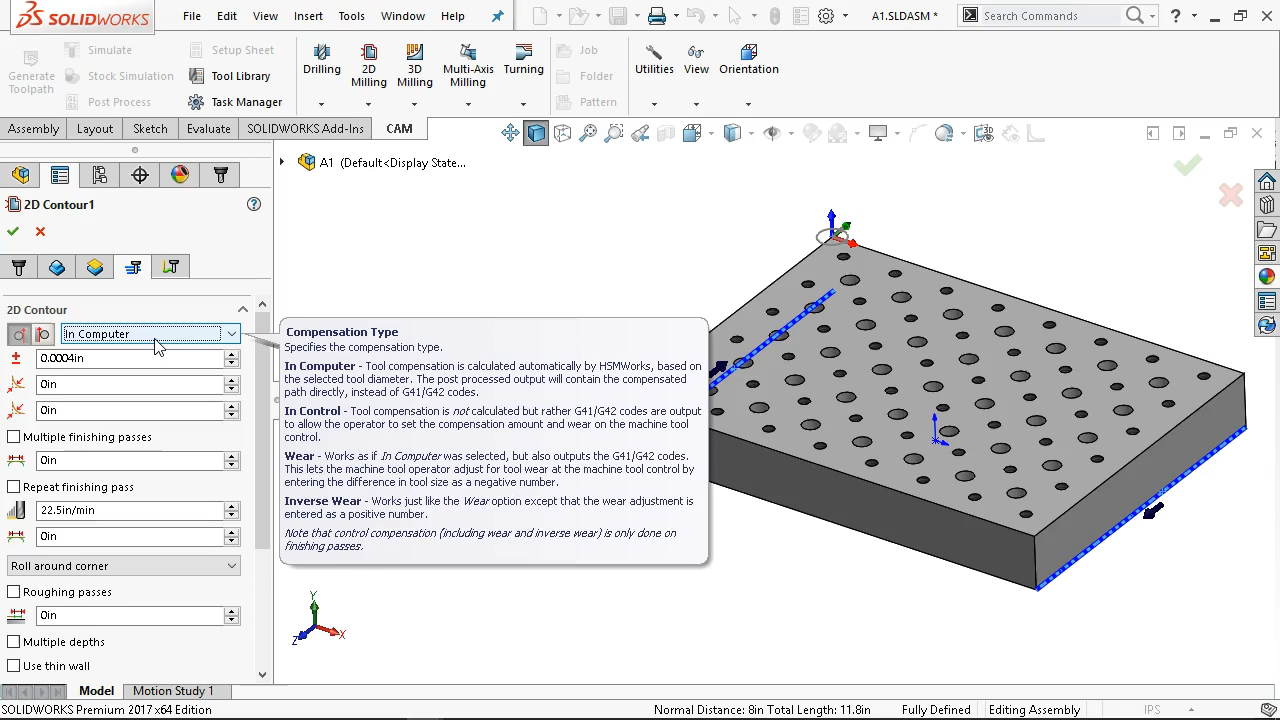 SOLIDWORKS
File Edit View Insert Tools Window Help
A1.SLDASM *
Search Commands
?
Generate Toolpath
Simulate
Stock Simulation
Post Process
Setup Sheet
Tool Library
Task Manager
Drilling
2D Milling
3D Milling
Multi-Axis Milling
Turning
Job
Folder
Pattern
Utilities
View
Orientation
Assembly Layout Sketch Evaluate SOLIDWORKS Add-Ins CAM
A1 (Default<Display State...
2D Contour1
2D Contour
In Computer
0.0004in
0in
0in
Multiple finishing passes
0in
Repeat finishing pass
22.5in/min
0in
Roll around corner
Roughing passes
0in
Multiple depths
Use thin wall
Compensation Type
Specifies the compensation type.
In Computer - Tool compensation is calculated automatically by HSMWorks, based on
the selected tool diameter. The post processed output will contain the compensated
path directly, instead of G41/G42 codes.
In Control - Tool compensation is not calculated but rather G41/G42 codes are output
to allow the operator to set the compensation amount and wear on the machine tool
control.
Wear - Works as if In Computer was selected, but also outputs the G41/G42 codes.
This lets the machine tool operator adjust for tool wear at the machine tool control by
entering the difference in tool size as a negative number.
Inverse Wear - Works just like the Wear option except that the wear adjustment is
entered as a positive number.
Note that control compensation (including wear and inverse wear) is only done on
finishing passes.
Y
X
Z
Model Motion Study 1
SOLIDWORKS Premium 2017 x64 Edition
Normal Distance: 8in Total Length: 11.8in Fully Defined Editing Assembly IPS